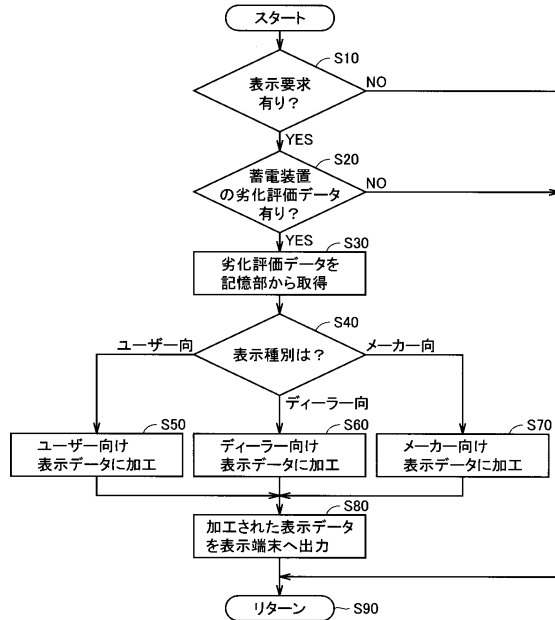 スタート
S10
表示要求
有り?
NO
YES
S20
蓄電装置
の劣化評価データ
有り?
NO
YES
S30
劣化評価データを
記憶部から取得
S40
表示種別は?
ユーザー向
メーカー向
ディーラー向
S50
ユーザー向け
表示データに加工
S60
ディーラー向け
表示データに加工
S70
メーカー向け
表示データに加工
S80
加工された表示データ
を表示端末へ出力
リターン
S90